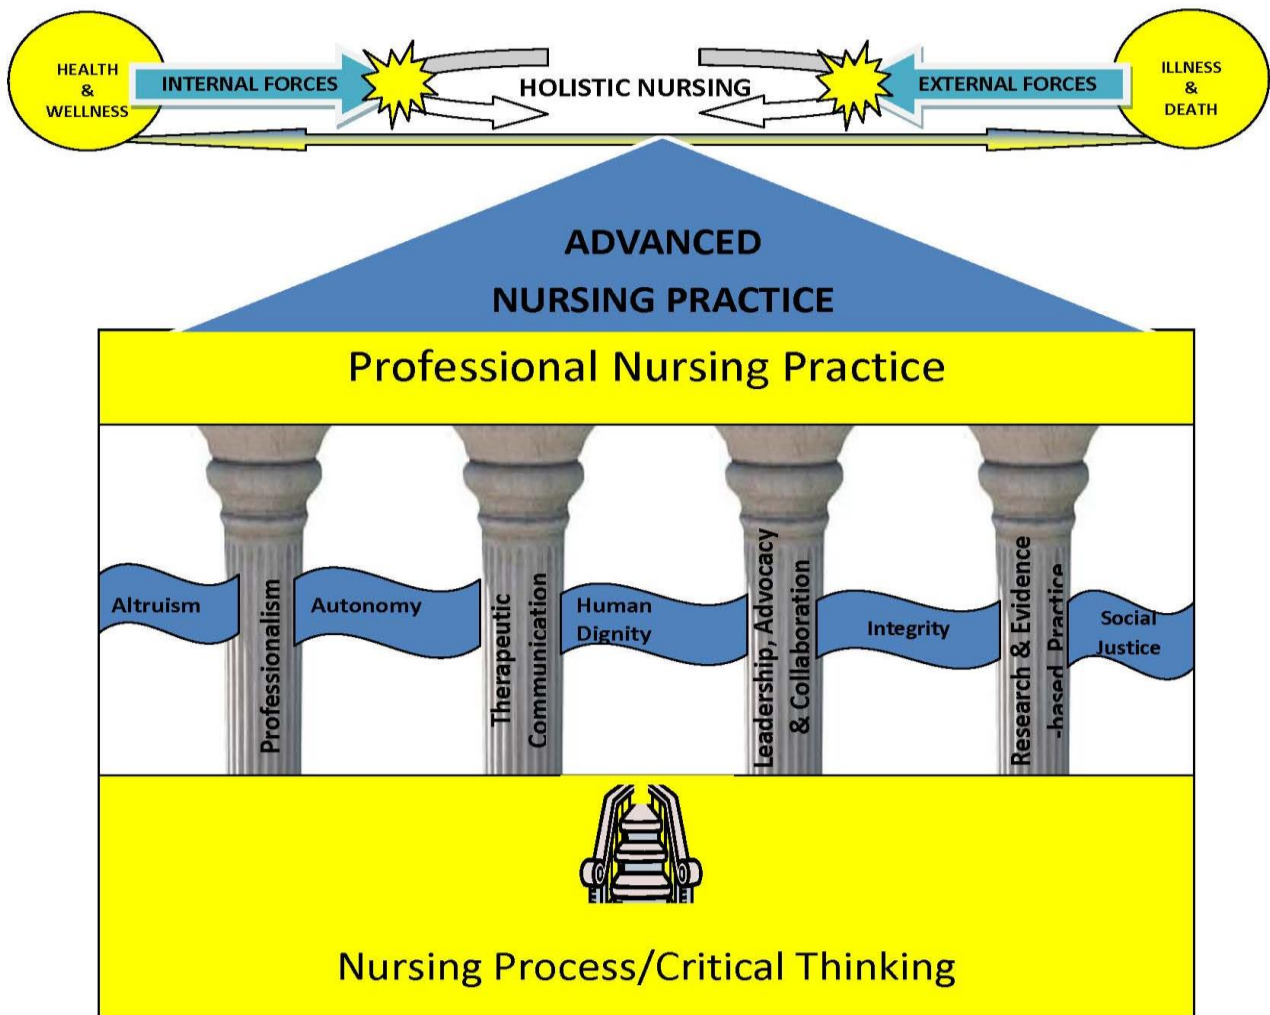 HEALTH
&
WELLNESS
INTERNAL FORCES
HOLISTIC NURSING
EXTERNAL FORCES
ILLNESS
&
DEATH
ADVANCED
NURSING PRACTICE
Professional Nursing Practice
Altruism
Professionalism
Autonomy
Therapeutic
Communication
Human
Dignity
Leadership, Advocacy
& Collaboration
Integrity
Research & Evidence
-based Practice
Social
Justice
Nursing Process/Critical Thinking